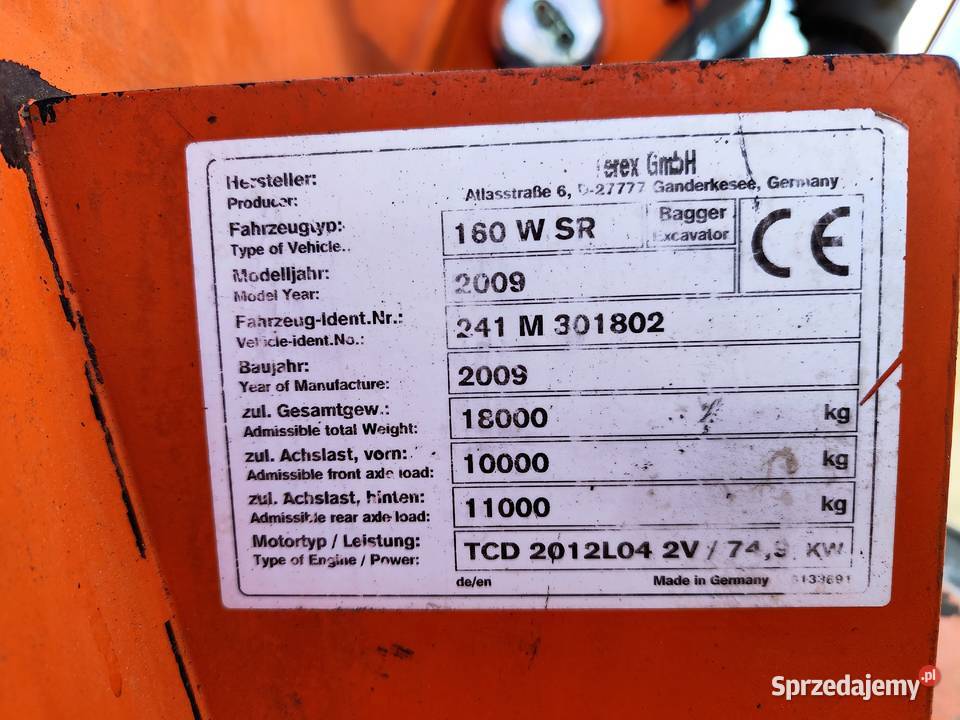 Hersteller:
Producer:
Terex GmbH
Atlasstraße 6, D-27777 Ganderkesee, Germany
Fahrzeugtyp:
Type of Vehicle:
160 W SR
Bagger
Excavator
CE
Modelljahr:
Model Year:
2009
Fahrzeug-Ident.Nr.:
Vehicle-ident.No.:
241 M 301802
Baujahr:
Year of Manufacture:
2009
zul. Gesamtgew.:
Admissible total Weight:
18000 kg
zul. Achslast, vorn:
Admissible front axle load:
10000 kg
zul. Achslast, hinten:
Admissible rear axle load:
11000 kg
Motortyp / Leistung:
Type of Engine / Power:
TCD 2012L04 2V / 74,9 KW
de/en
Made in Germany
Sprzedajemy.pl